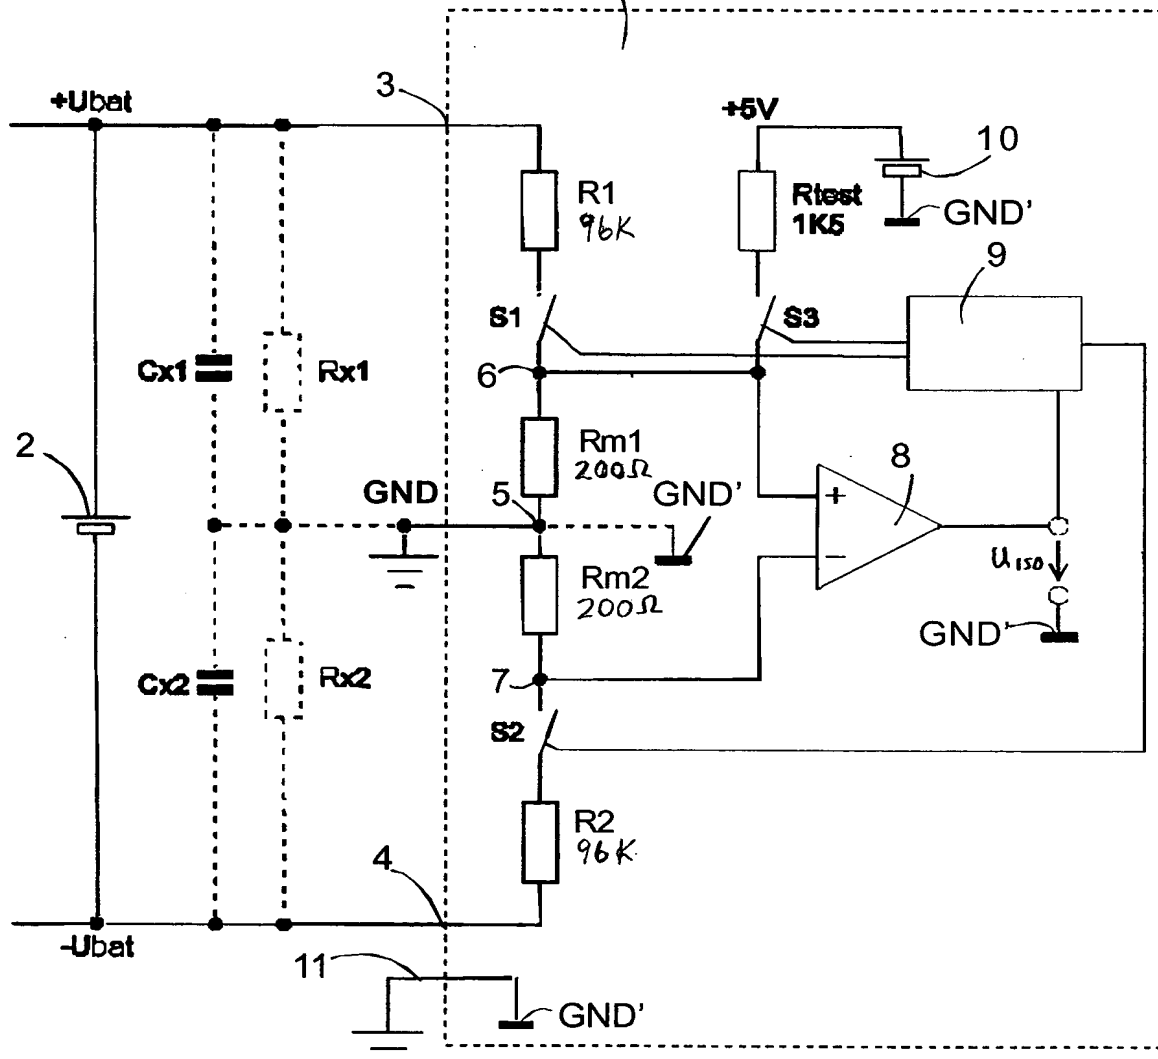 3
+Ubat
+5V
10
R1
96K
Rtest
1K5
GND'
9
S1
S3
6
Cx1
Rx1
Rm1
200Ω
2
GND
5
GND'
8
+
−
Rm2
200Ω
U ISO
GND'
7
Cx2
Rx2
S2
R2
96K
4
-Ubat
11
GND'